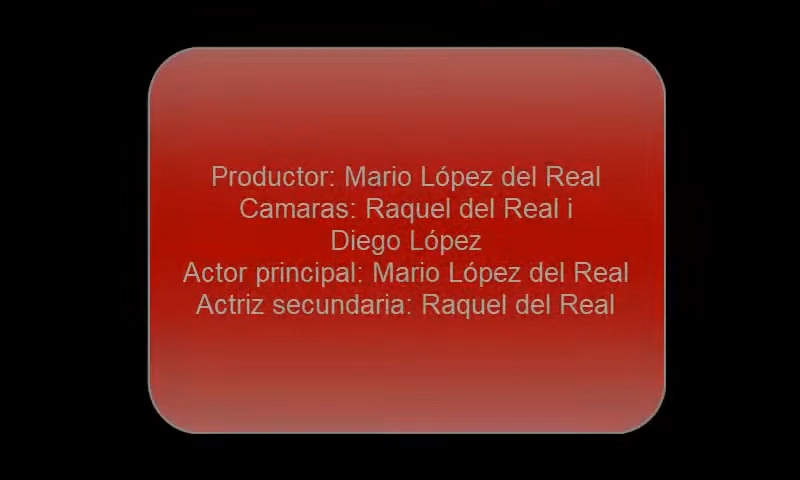 Productor: Mario López del Real
Camaras: Raquel del Real i
Diego López
Actor principal: Mario López del Real
Actriz secundaria: Raquel del Real